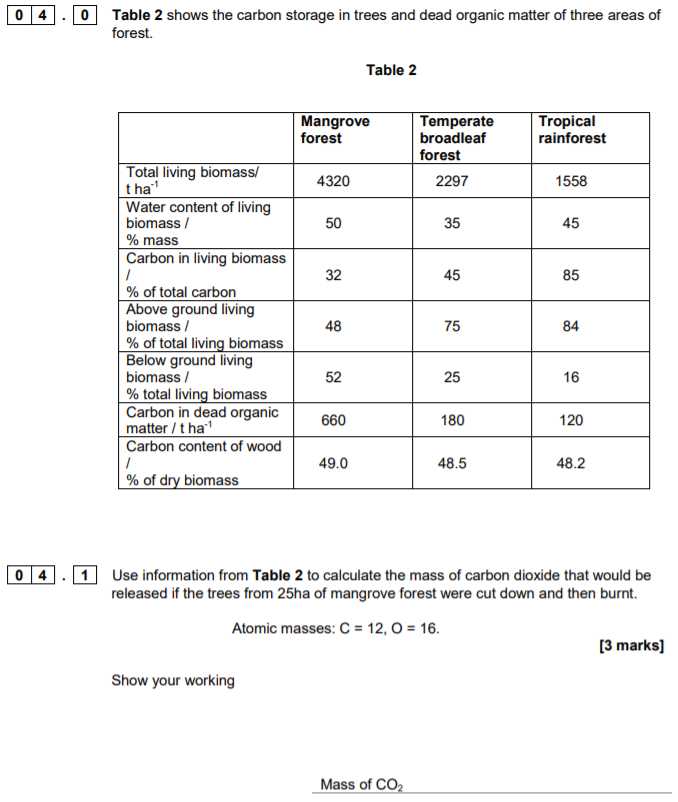 0 4 . 0 Table 2 shows the carbon storage in trees and dead organic matter of three areas of
forest.
Table 2
Mangrove forest Temperate broadleaf forest Tropical rainforest
Total living biomass/ t ha⁻¹ 4320 2297 1558
Water content of living biomass / % mass 50 35 45
Carbon in living biomass / % of total carbon 32 45 85
Above ground living biomass / % of total living biomass 48 75 84
Below ground living biomass / % total living biomass 52 25 16
Carbon in dead organic matter / t ha⁻¹ 660 180 120
Carbon content of wood / % of dry biomass 49.0 48.5 48.2
0 4 . 1 Use information from Table 2 to calculate the mass of carbon dioxide that would be
released if the trees from 25ha of mangrove forest were cut down and then burnt.
Atomic masses: C = 12, O = 16.
[3 marks]
Show your working
Mass of CO₂